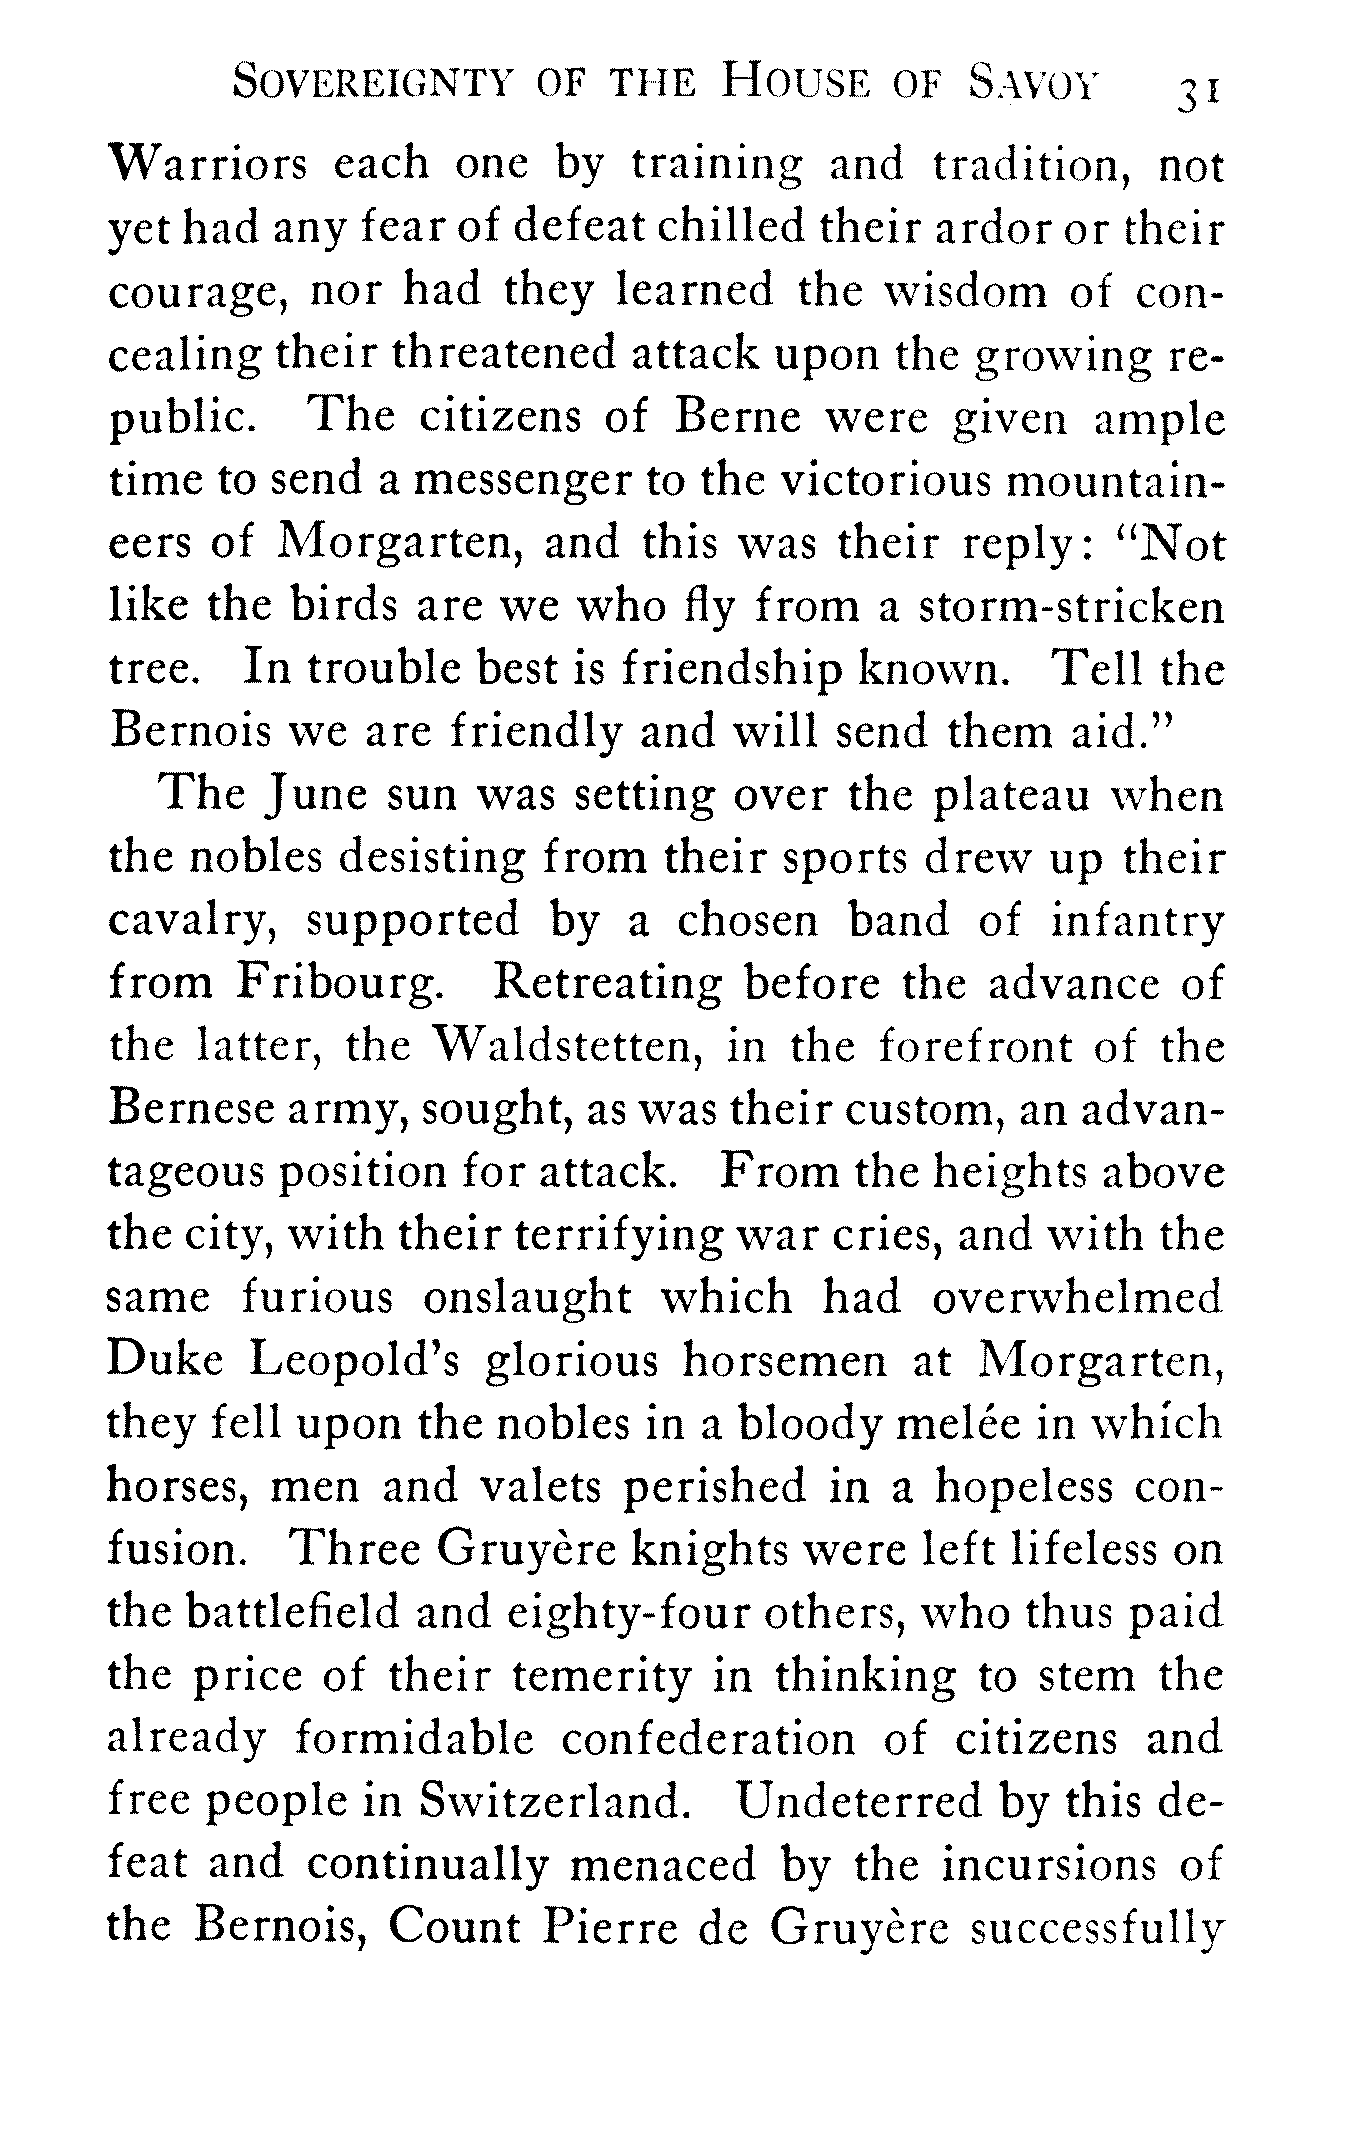 SOVEREIGNTY OF THE HOUSE OF SAVOY 31
Warriors each one by training and tradition, not
yet had any fear of defeat chilled their ardor or their
courage, nor had they learned the wisdom of con-
cealing their threatened attack upon the growing re-
public. The citizens of Berne were given ample
time to send a messenger to the victorious mountain-
eers of Morgarten, and this was their reply: "Not
like the birds are we who fly from a storm-stricken
tree. In trouble best is friendship known. Tell the
Bernois we are friendly and will send them aid."
The June sun was setting over the plateau when
the nobles desisting from their sports drew up their
cavalry, supported by a chosen band of infantry
from Fribourg. Retreating before the advance of
the latter, the Waldstetten, in the forefront of the
Bernese army, sought, as was their custom, an advan-
tageous position for attack. From the heights above
the city, with their terrifying war cries, and with the
same furious onslaught which had overwhelmed
Duke Leopold's glorious horsemen at Morgarten,
they fell upon the nobles in a bloody melée in which
horses, men and valets perished in a hopeless con-
fusion. Three Gruyère knights were left lifeless on
the battlefield and eighty-four others, who thus paid
the price of their temerity in thinking to stem the
already formidable confederation of citizens and
free people in Switzerland. Undeterred by this de-
feat and continually menaced by the incursions of
the Bernois, Count Pierre de Gruyère successfully